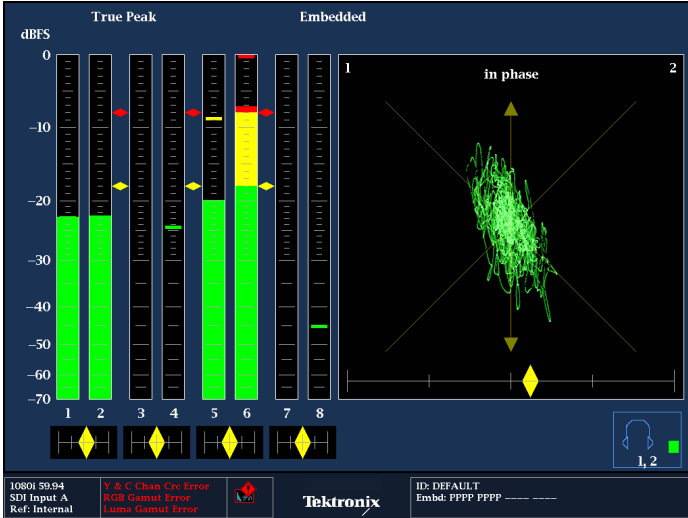 True Peak Embedded
dBFS
0
-10
-20
-30
-40
-50
-60
-70
1 2 3 4 5 6 7 8
1 2
in phase
1, 2
1080i 59.94
SDI Input A
Ref: Internal
Y & C Chan Crc Error
RGB Gamut Error
Luma Gamut Error
Tektronix
ID: DEFAULT
Embd: PPPP PPPP ---- ----